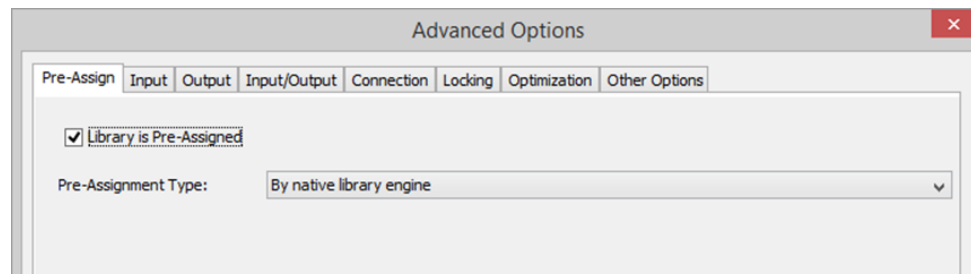 Advanced Options
Pre-Assign Input Output Input/Output Connection Locking Optimization Other Options
Library is Pre-Assigned
Pre-Assignment Type: By native library engine